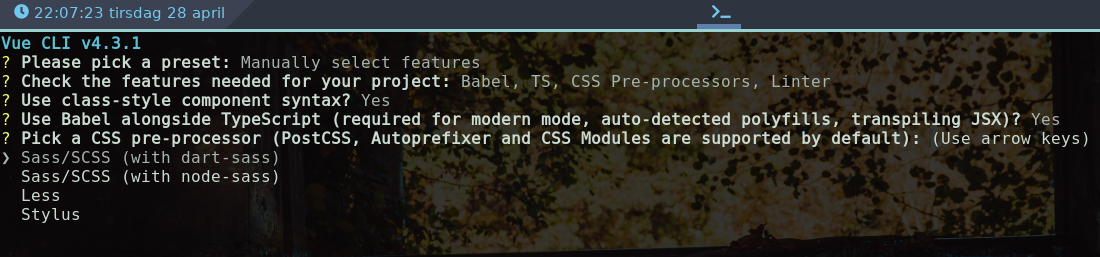 22:07:23 tirsdag 28 april
Vue CLI v4.3.1
? Please pick a preset: Manually select features
? Check the features needed for your project: Babel, TS, CSS Pre-processors, Linter
? Use class-style component syntax? Yes
? Use Babel alongside TypeScript (required for modern mode, auto-detected polyfills, transpiling JSX)? Yes
? Pick a CSS pre-processor (PostCSS, Autoprefixer and CSS Modules are supported by default): (Use arrow keys)
❯ Sass/SCSS (with dart-sass)
Sass/SCSS (with node-sass)
Less
Stylus